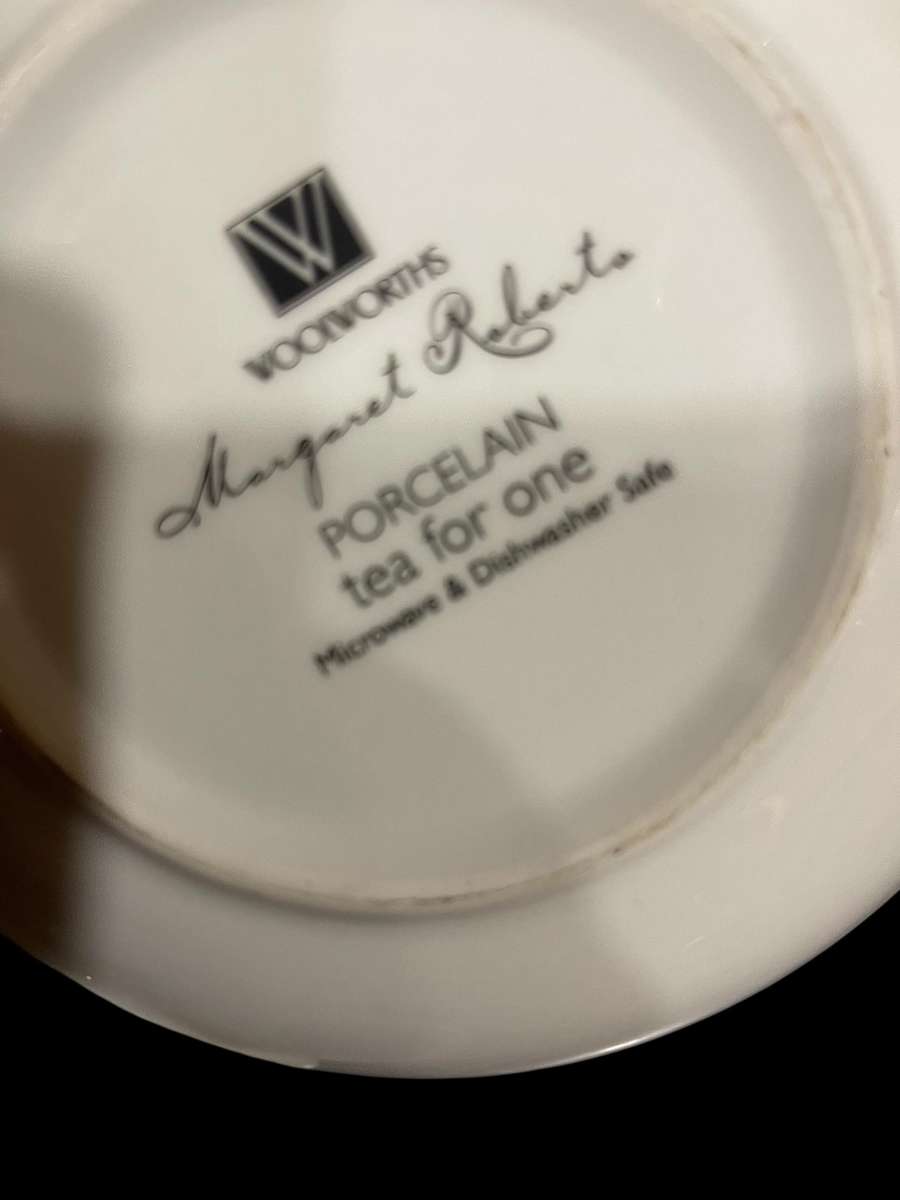 W
WOOLWORTHS
Margaret Roberts
PORCELAIN
tea for one
Microwave & Dishwasher Safe